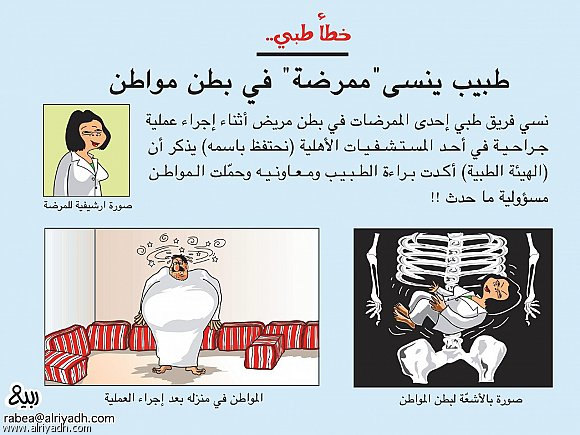 خطأ طبي..
طبيب ينسى "ممرضة" في بطن مواطن
نسي فريق طبي إحدى الممرضات في بطن مريض أثناء إجراء عملية
جراحية في أحد المستشفيات الأهلية (نحتفظ باسمه) يذكر أن
(الهيئة الطبية) أكدت براءة الطبيب ومعاونيه وحمّلت المواطن
مسؤولية ما حدث !!
صورة ارشيفية للمرضة
صورة بالأشعّة لبطن المواطن
المواطن في منزله بعد إجراء العملية
ربيع
rabea@alriyadh.com
www.alriyadh.com